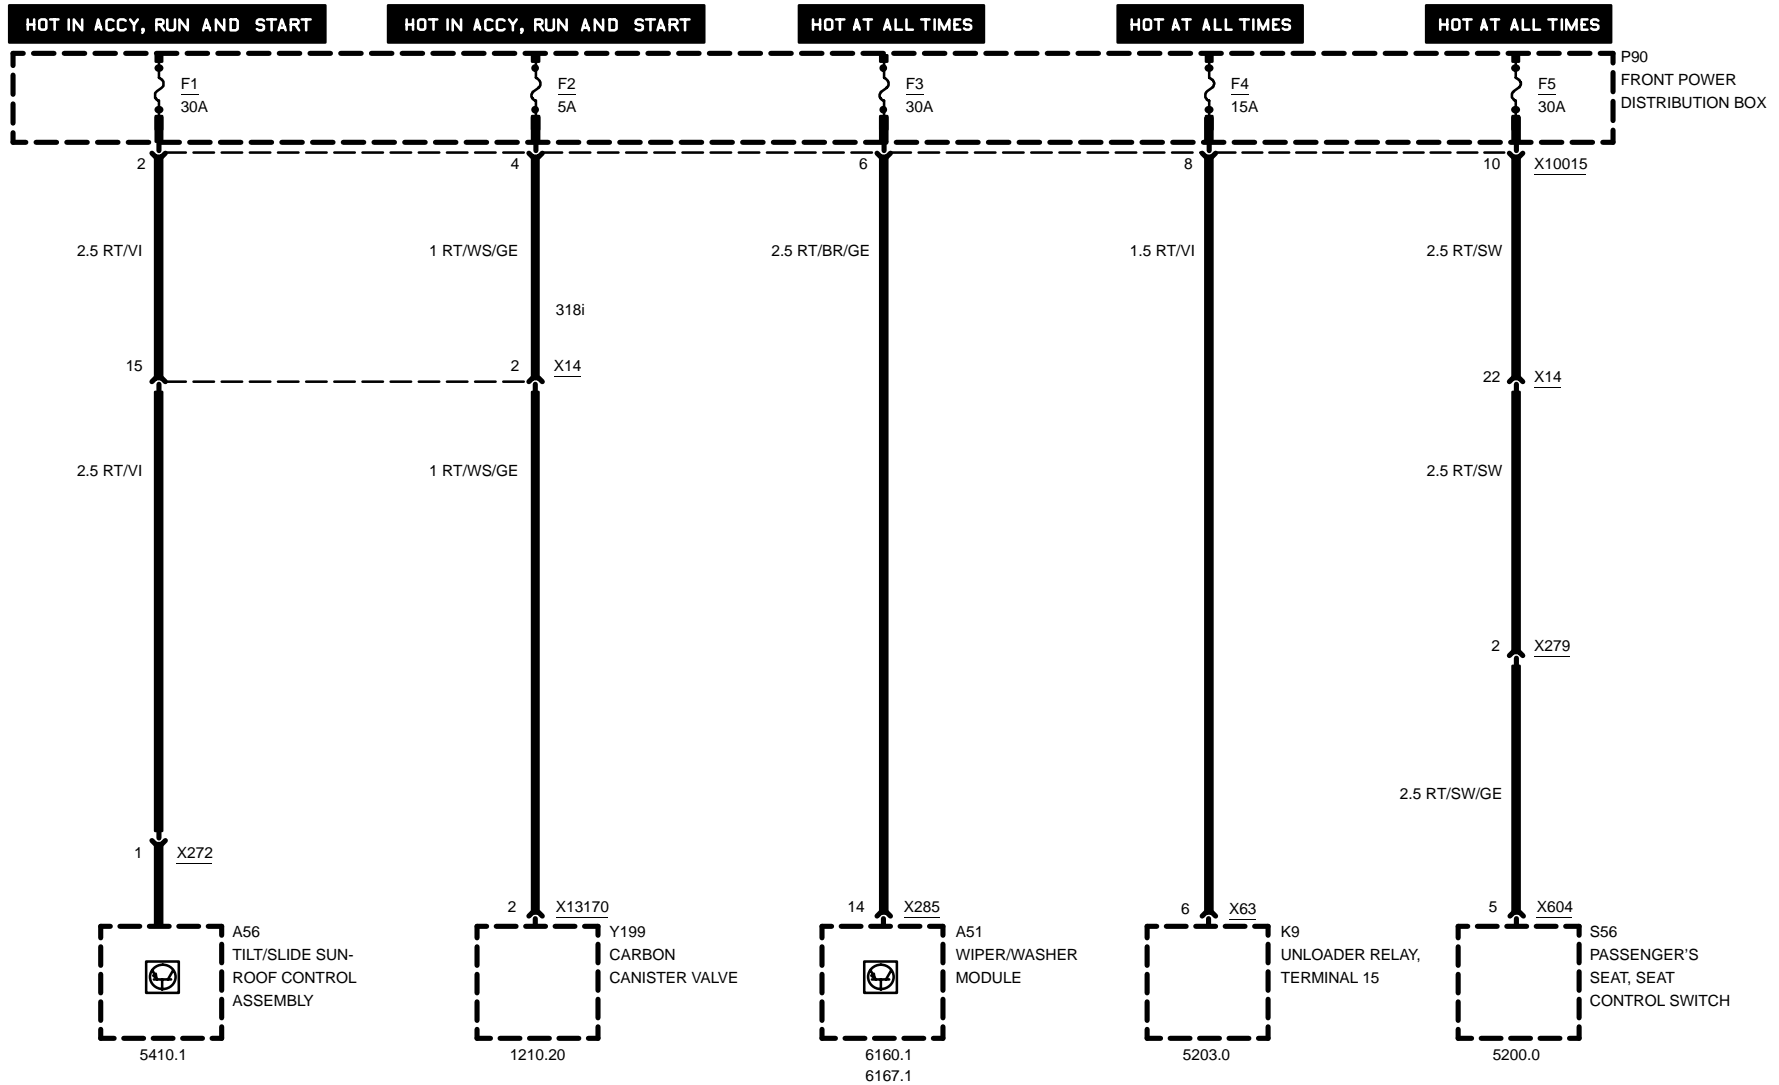 HOT IN ACCY, RUN AND START
HOT IN ACCY, RUN AND START
HOT AT ALL TIMES
HOT AT ALL TIMES
HOT AT ALL TIMES
F1
30A
F2
5A
F3
30A
F4
15A
F5
30A
P90
FRONT POWER
DISTRIBUTION BOX
2
4
6
8
10
X10015
2.5 RT/VI
1 RT/WS/GE
2.5 RT/BR/GE
1.5 RT/VI
2.5 RT/SW
318i
15
2
X14
22
X14
2.5 RT/VI
1 RT/WS/GE
2.5 RT/SW
2
X279
2.5 RT/SW/GE
1
X272
2
X13170
14
X285
6
X63
5
X604
A56
TILT/SLIDE SUN-
ROOF CONTROL
ASSEMBLY
Y199
CARBON
CANISTER VALVE
A51
WIPER/WASHER
MODULE
K9
UNLOADER RELAY,
TERMINAL 15
S56
PASSENGER'S
SEAT, SEAT
CONTROL SWITCH
5410.1
1210.20
6160.1
6167.1
5203.0
5200.0